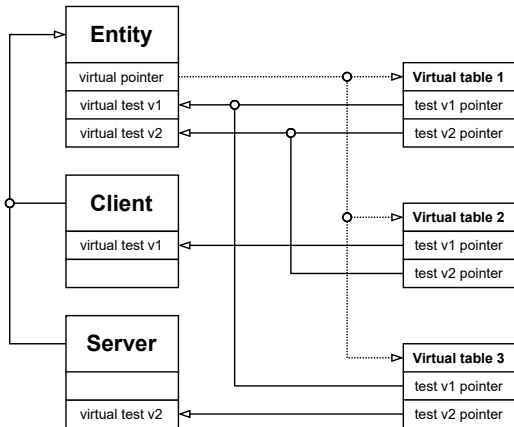 Entity
virtual pointer
virtual test v1
virtual test v2
Virtual table 1
test v1 pointer
test v2 pointer
Client
virtual test v1
Virtual table 2
test v1 pointer
test v2 pointer
Server
virtual test v2
Virtual table 3
test v1 pointer
test v2 pointer